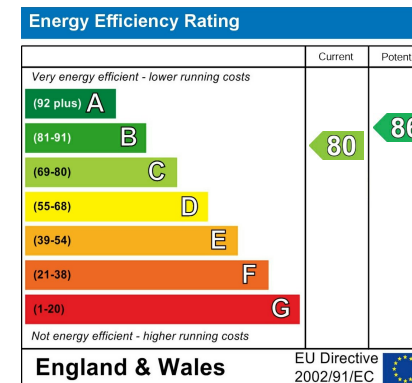 Energy Efficiency Rating
Current Potent
Very energy efficient - lower running costs
(92 plus) A
(81-91) B
(69-80) C
(55-68) D
(39-54) E
(21-38) F
(1-20) G
80
86
Not energy efficient - higher running costs
England & Wales
EU Directive
2002/91/EC